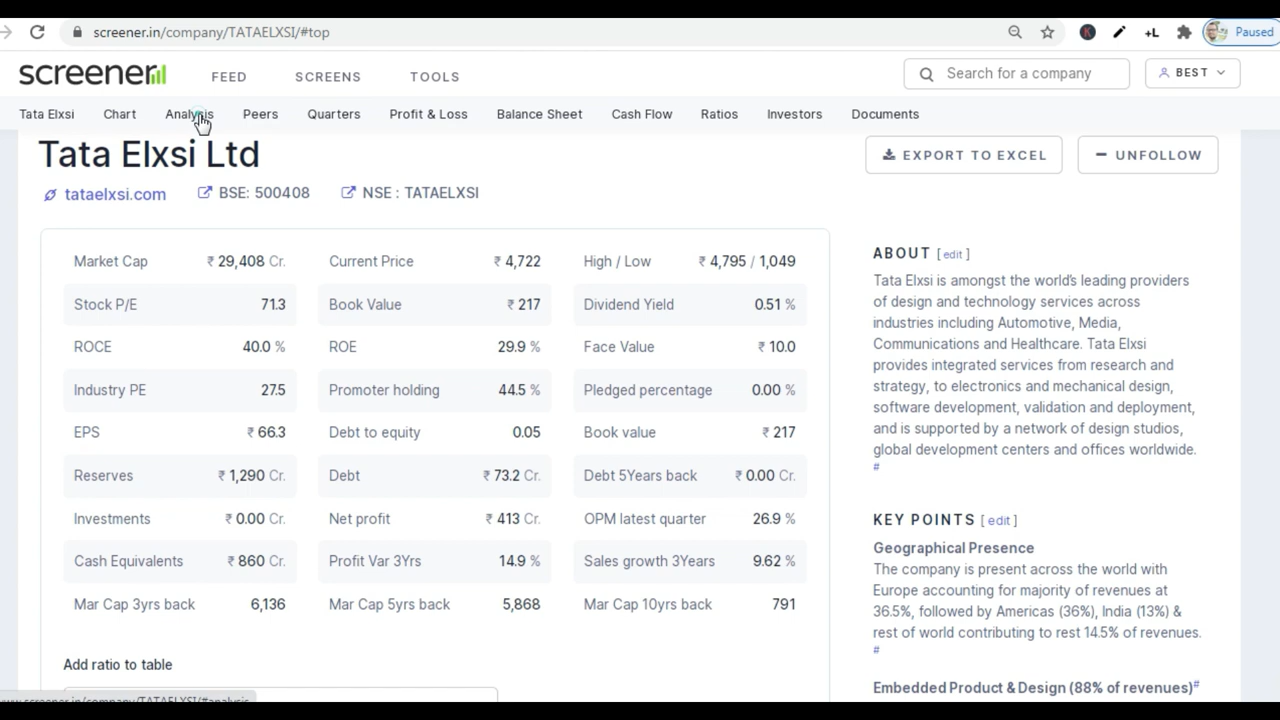 screener.in/company/TATAELXSI/#top
K
+L
Paused
screener
FEED SCREENS TOOLS
Search for a company
BEST
Tata Elxsi Chart Analysis Peers Quarters Profit & Loss Balance Sheet Cash Flow Ratios Investors Documents
Tata Elxsi Ltd
EXPORT TO EXCEL
UNFOLLOW
tataelxsi.com BSE: 500408 NSE : TATAELXSI
Market Cap ₹ 29,408 Cr. Current Price ₹ 4,722 High / Low ₹ 4,795 / 1,049
Stock P/E 71.3 Book Value ₹ 217 Dividend Yield 0.51 %
ROCE 40.0 % ROE 29.9 % Face Value ₹ 10.0
Industry PE 27.5 Promoter holding 44.5 % Pledged percentage 0.00 %
EPS ₹ 66.3 Debt to equity 0.05 Book value ₹ 217
Reserves ₹ 1,290 Cr. Debt ₹ 73.2 Cr. Debt 5Years back ₹ 0.00 Cr.
Investments ₹ 0.00 Cr. Net profit ₹ 413 Cr. OPM latest quarter 26.9 %
Cash Equivalents ₹ 860 Cr. Profit Var 3Yrs 14.9 % Sales growth 3Years 9.62 %
Mar Cap 3yrs back 6,136 Mar Cap 5yrs back 5,868 Mar Cap 10yrs back 791
Add ratio to table
ABOUT [ edit ]
Tata Elxsi is amongst the world's leading providers
of design and technology services across
industries including Automotive, Media,
Communications and Healthcare. Tata Elxsi
provides integrated services from research and
strategy, to electronics and mechanical design,
software development, validation and deployment,
and is supported by a network of design studios,
global development centers and offices worldwide.
#
KEY POINTS [ edit ]
Geographical Presence
The company is present across the world with
Europe accounting for majority of revenues at
36.5%, followed by Americas (36%), India (13%) &
rest of world contributing to rest 14.5% of revenues.
#
Embedded Product & Design (88% of revenues)#
www.screener.in/company/TATAELXSI/#analysis